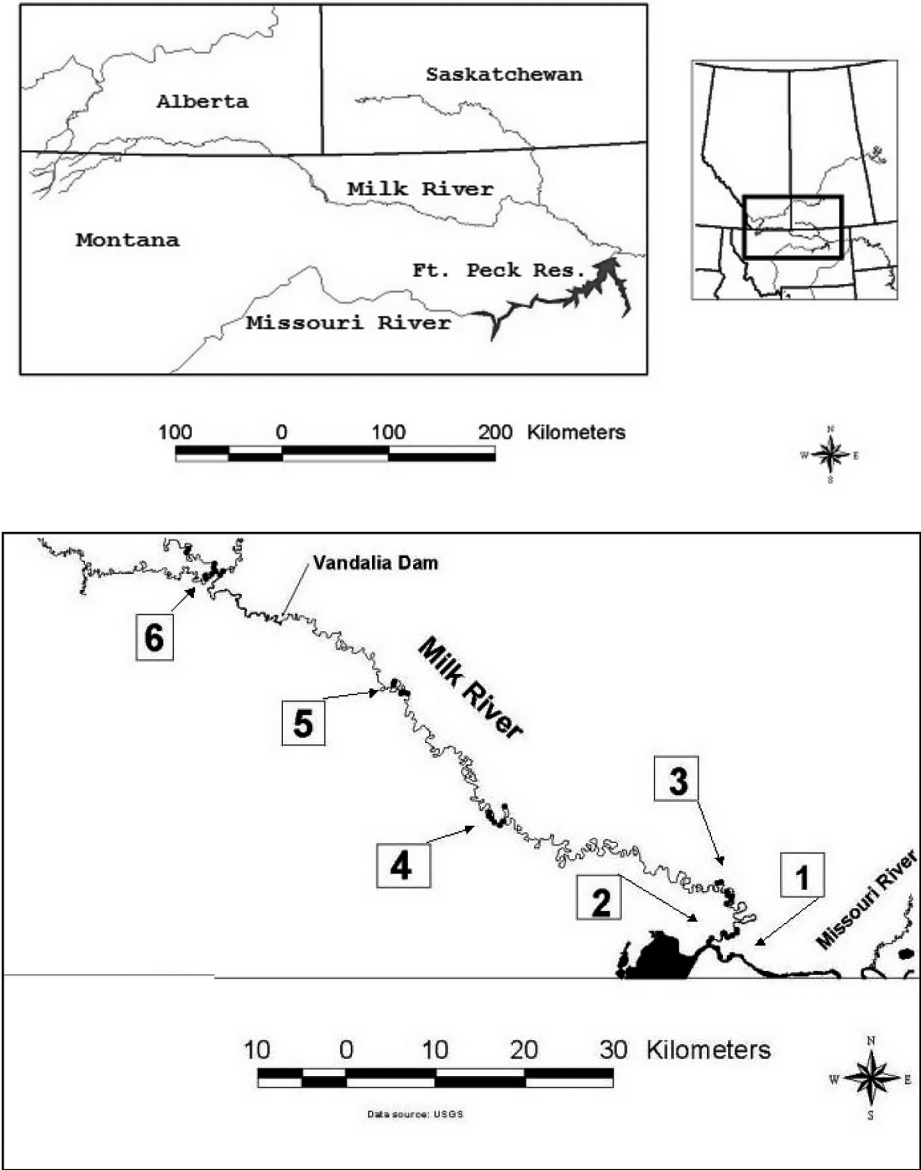 Saskatchewan
Alberta
Milk River
Montana
Ft. Peck Res.
Missouri River
100 0 100 200 Kilometers
N
W E
S
Vandalia Dam
6
Milk River
5
3
4
2
1
Missouri River
10 0 10 20 30 Kilometers
Data source: USGS
N
W E
S